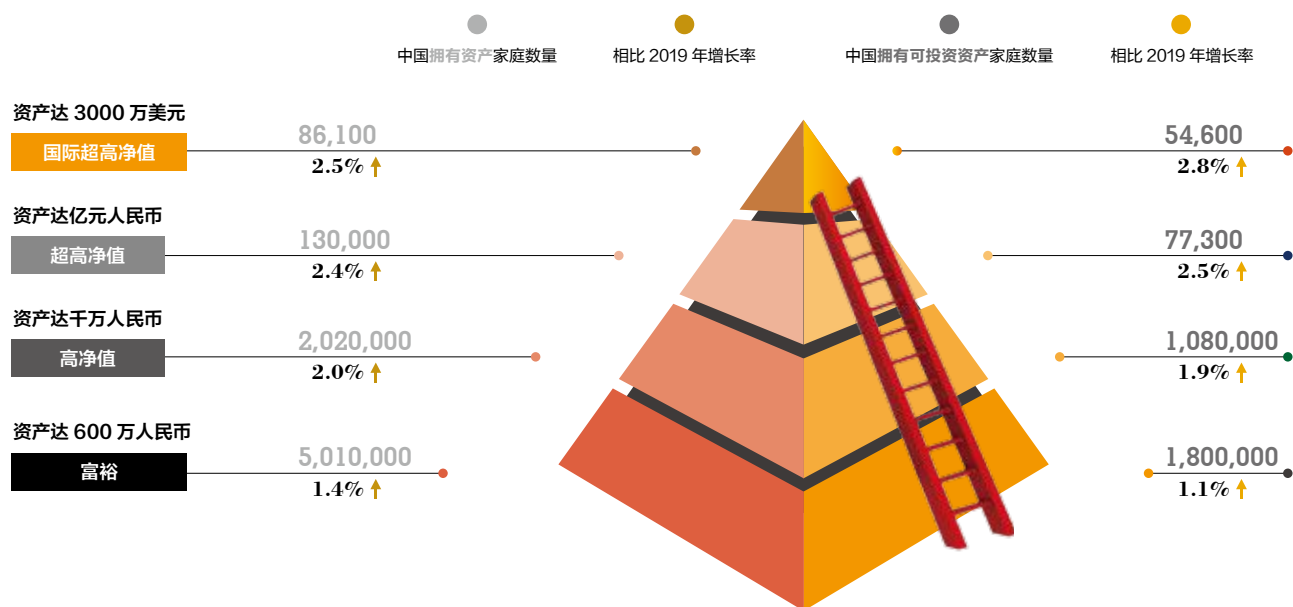 中国拥有资产家庭数量
相比 2019 年增长率
中国拥有可投资资产家庭数量
相比 2019 年增长率
资产达 3000 万美元
国际超高净值
86,100
2.5%
54,600
2.8%
资产达亿元人民币
超高净值
130,000
2.4%
77,300
2.5%
资产达千万人民币
高净值
2,020,000
2.0%
1,080,000
1.9%
资产达 600 万人民币
富裕
5,010,000
1.4%
1,800,000
1.1%